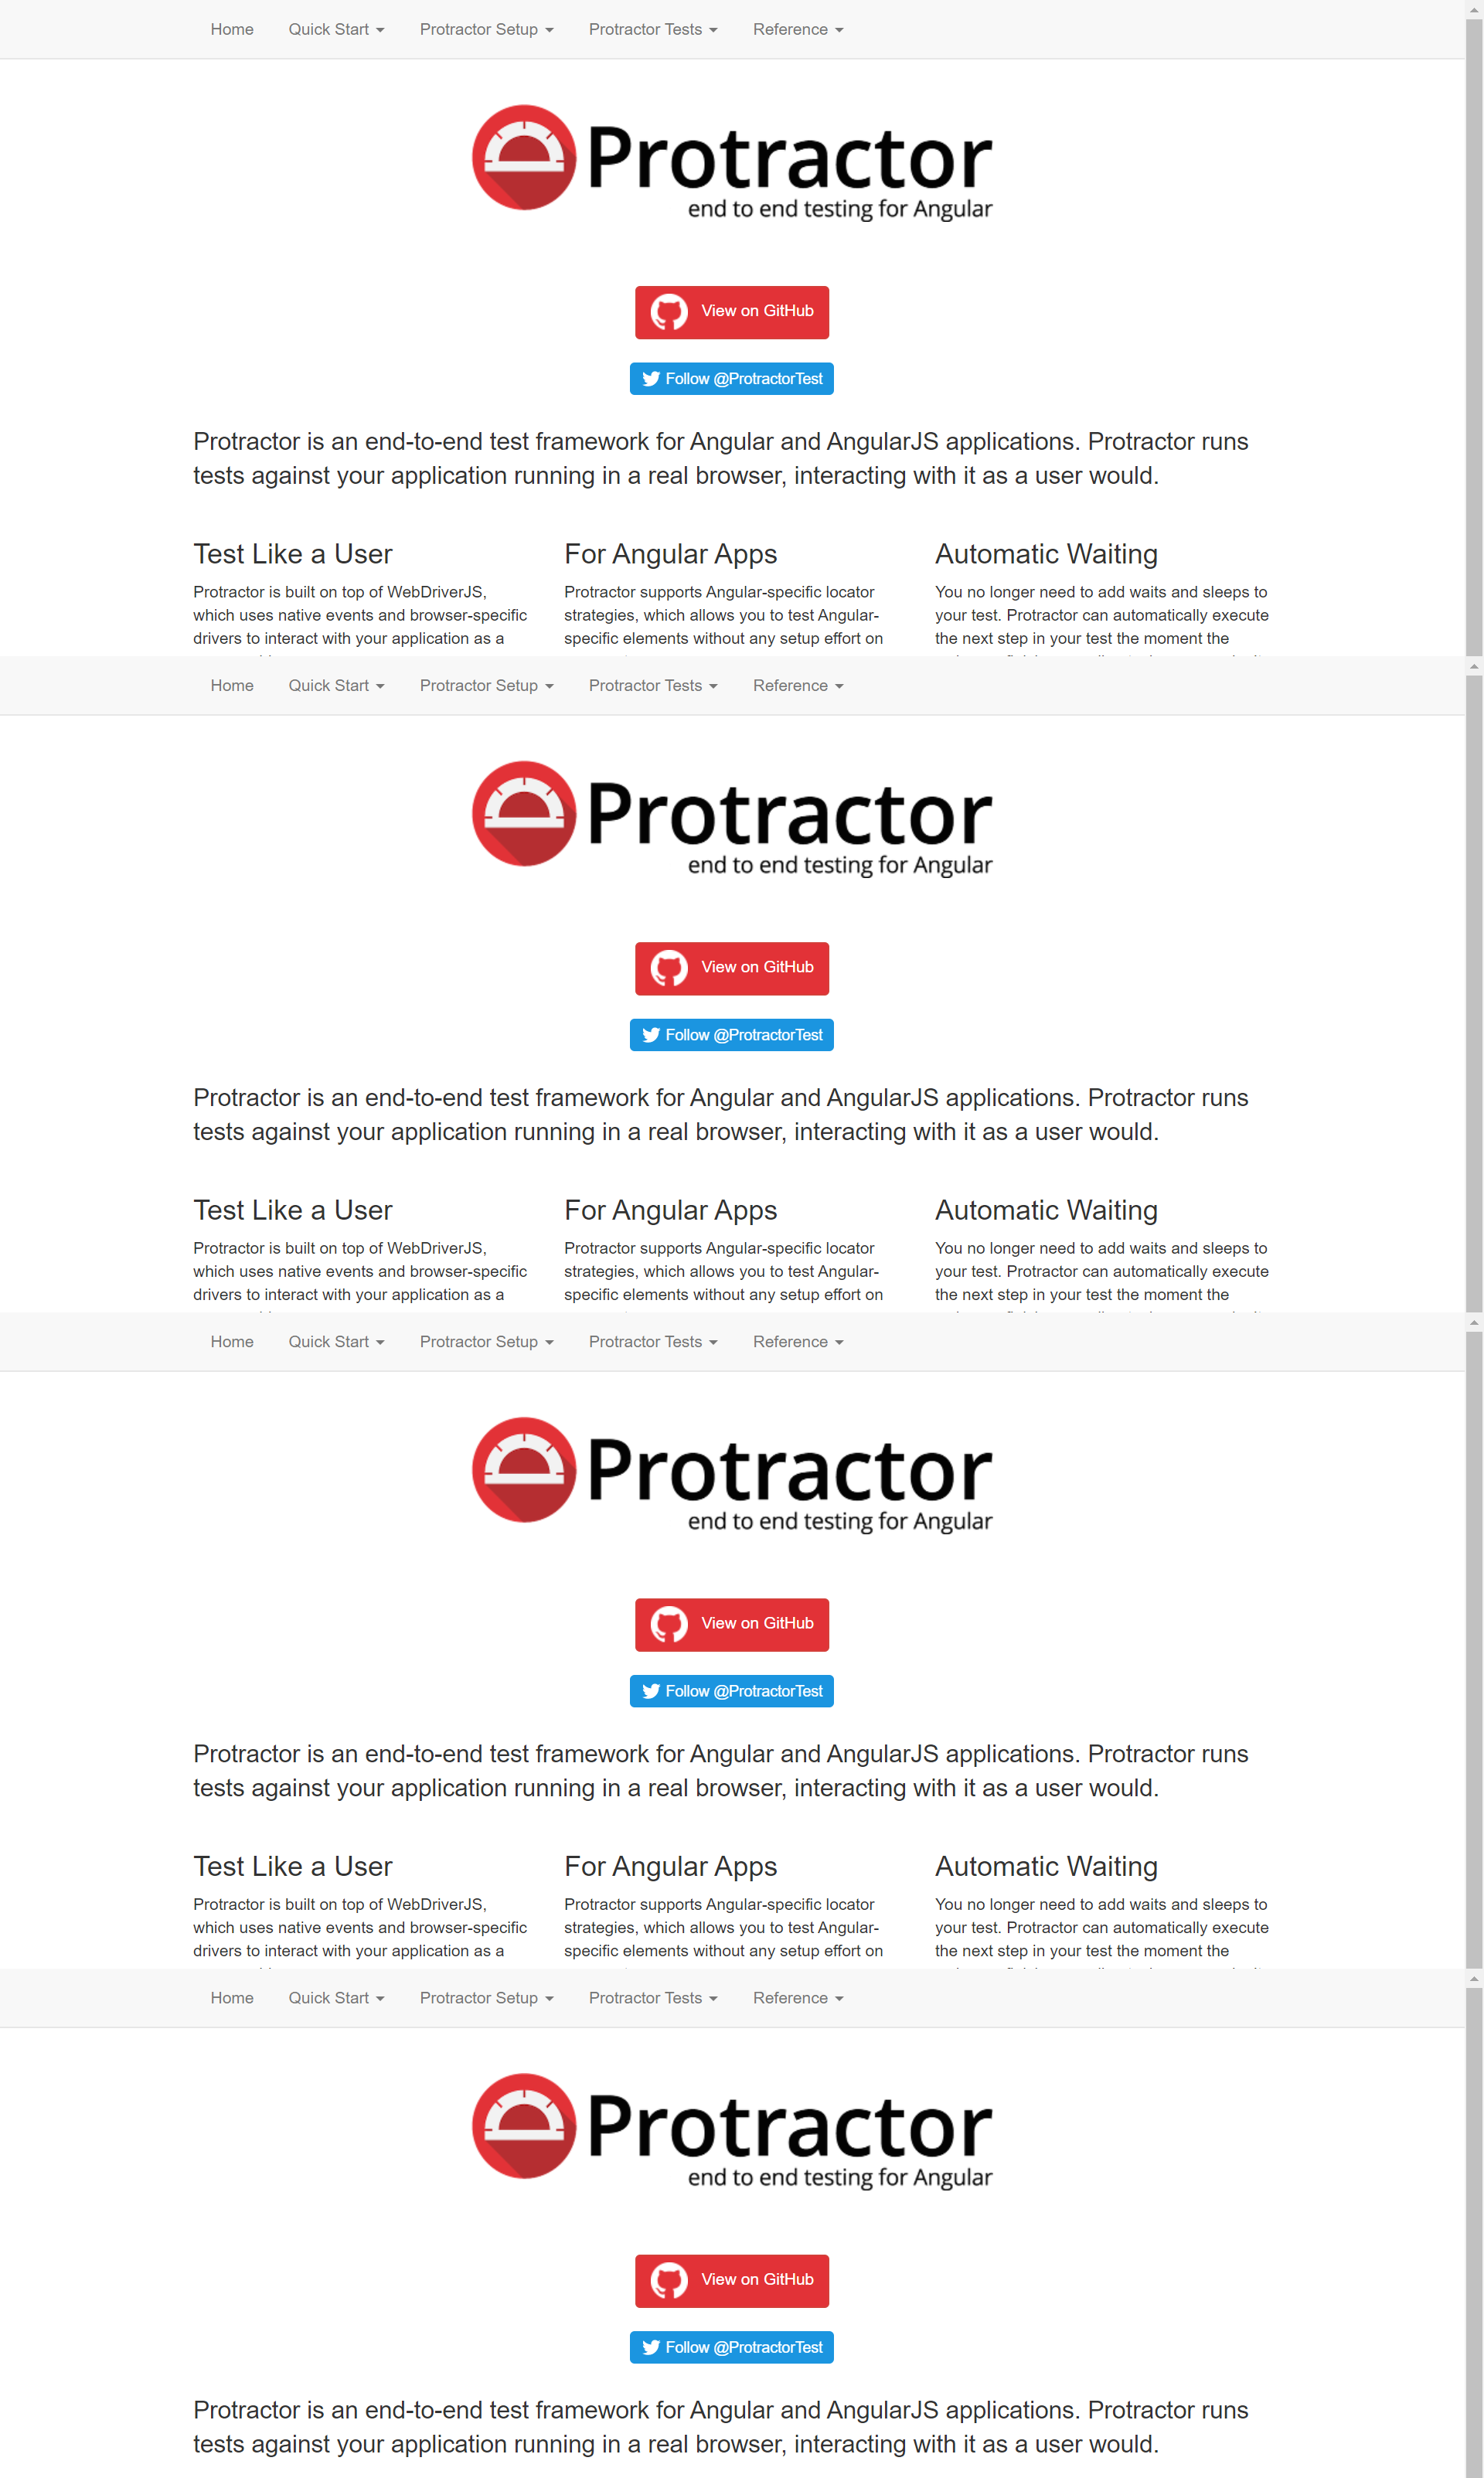 Home Quick Start Protractor Setup Protractor Tests Reference
Protractor
end to end testing for Angular
View on GitHub
Follow @ProtractorTest
Protractor is an end-to-end test framework for Angular and AngularJS applications. Protractor runs
tests against your application running in a real browser, interacting with it as a user would.
Test Like a User
Protractor is built on top of WebDriverJS,
which uses native events and browser-specific
drivers to interact with your application as a
For Angular Apps
Protractor supports Angular-specific locator
strategies, which allows you to test Angular-
specific elements without any setup effort on
Automatic Waiting
You no longer need to add waits and sleeps to
your test. Protractor can automatically execute
the next step in your test the moment the
Home Quick Start Protractor Setup Protractor Tests Reference
Protractor
end to end testing for Angular
View on GitHub
Follow @ProtractorTest
Protractor is an end-to-end test framework for Angular and AngularJS applications. Protractor runs
tests against your application running in a real browser, interacting with it as a user would.
Test Like a User
Protractor is built on top of WebDriverJS,
which uses native events and browser-specific
drivers to interact with your application as a
For Angular Apps
Protractor supports Angular-specific locator
strategies, which allows you to test Angular-
specific elements without any setup effort on
Automatic Waiting
You no longer need to add waits and sleeps to
your test. Protractor can automatically execute
the next step in your test the moment the
Home Quick Start Protractor Setup Protractor Tests Reference
Protractor
end to end testing for Angular
View on GitHub
Follow @ProtractorTest
Protractor is an end-to-end test framework for Angular and AngularJS applications. Protractor runs
tests against your application running in a real browser, interacting with it as a user would.
Test Like a User
Protractor is built on top of WebDriverJS,
which uses native events and browser-specific
drivers to interact with your application as a
For Angular Apps
Protractor supports Angular-specific locator
strategies, which allows you to test Angular-
specific elements without any setup effort on
Automatic Waiting
You no longer need to add waits and sleeps to
your test. Protractor can automatically execute
the next step in your test the moment the
Home Quick Start Protractor Setup Protractor Tests Reference
Protractor
end to end testing for Angular
View on GitHub
Follow @ProtractorTest
Protractor is an end-to-end test framework for Angular and AngularJS applications. Protractor runs
tests against your application running in a real browser, interacting with it as a user would.